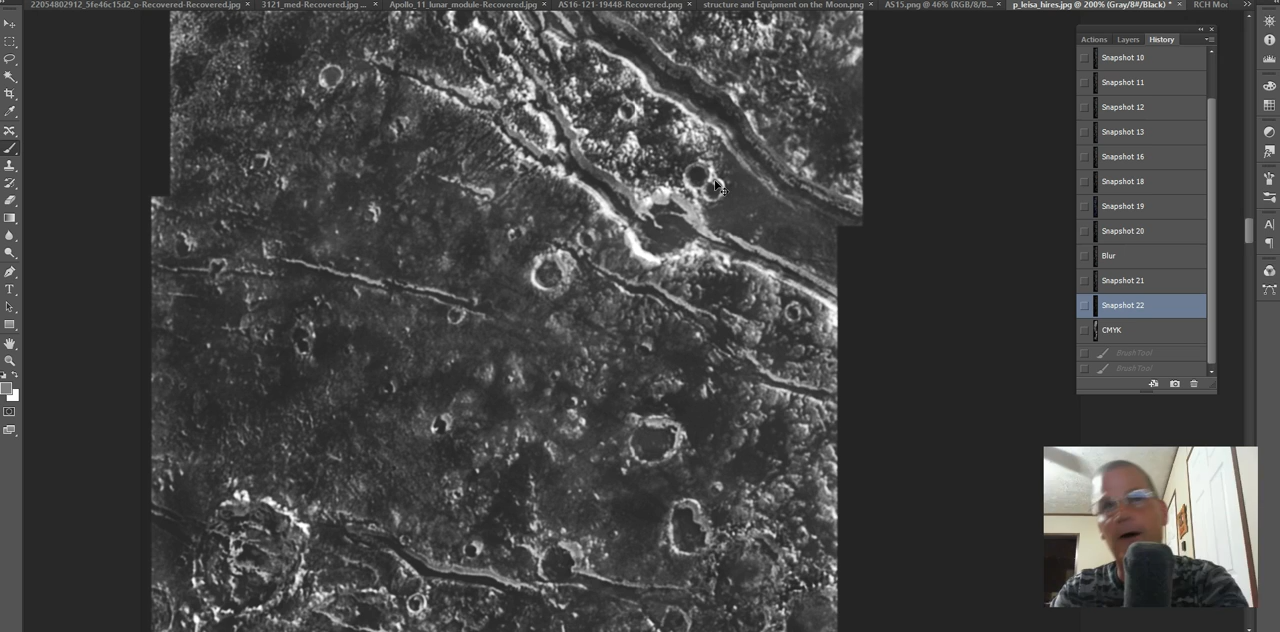 22054802912_5fe46c15d2_o-Recovered-Recovered.jpg ×
3121_med-Recovered.jpg ... ×
Apollo_11_lunar_module-Recovered.jpg ×
AS16-121-19448-Recovered.png ×
structure and Equipment on the Moon.png ×
AS15.png @ 46% (RGB/8/B... ×
p_leisa_hires.jpg @ 200% (Gray/8#/Black) * ×
RCH Moc
Actions Layers History
Snapshot 10
Snapshot 11
Snapshot 12
Snapshot 13
Snapshot 16
Snapshot 18
Snapshot 19
Snapshot 20
Blur
Snapshot 21
Snapshot 22
CMYK
Brush Tool
Brush Tool